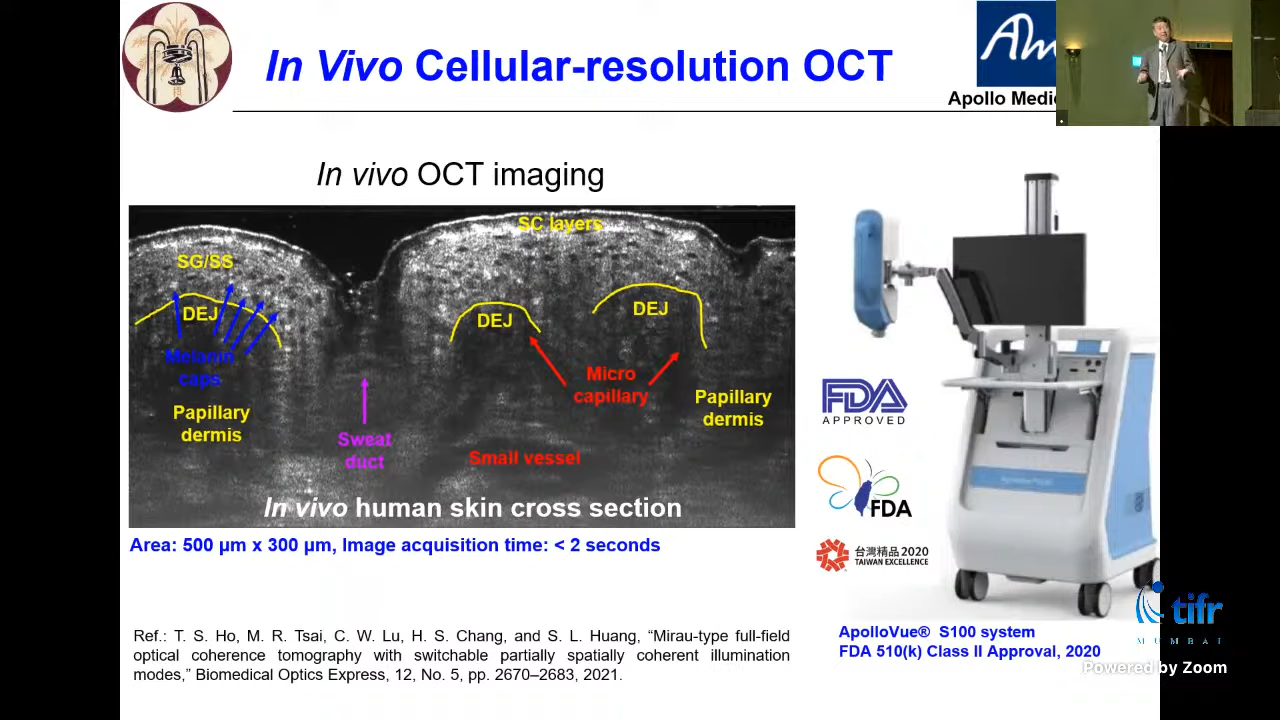 In Vivo Cellular-resolution OCT
Apollo Medic
In vivo OCT imaging
SC layers
SG/SS
DEJ
DEJ
DEJ
Melanin
caps
Micro
capillary
Papillary
dermis
Papillary
dermis
Sweat
duct
Small vessel
In vivo human skin cross section
Area: 500 μm x 300 μm, Image acquisition time: < 2 seconds
FDA
APPROVED
FDA
台灣精品 2020
TAIWAN EXCELLENCE
Ref.: T. S. Ho, M. R. Tsai, C. W. Lu, H. S. Chang, and S. L. Huang, “Mirau-type full-field
optical coherence tomography with switchable partially spatially coherent illumination
modes,” Biomedical Optics Express, 12, No. 5, pp. 2670–2683, 2021.
ApolloVue® S100 system
FDA 510(k) Class II Approval, 2020
tifr
MUMBAI
Powered by Zoom